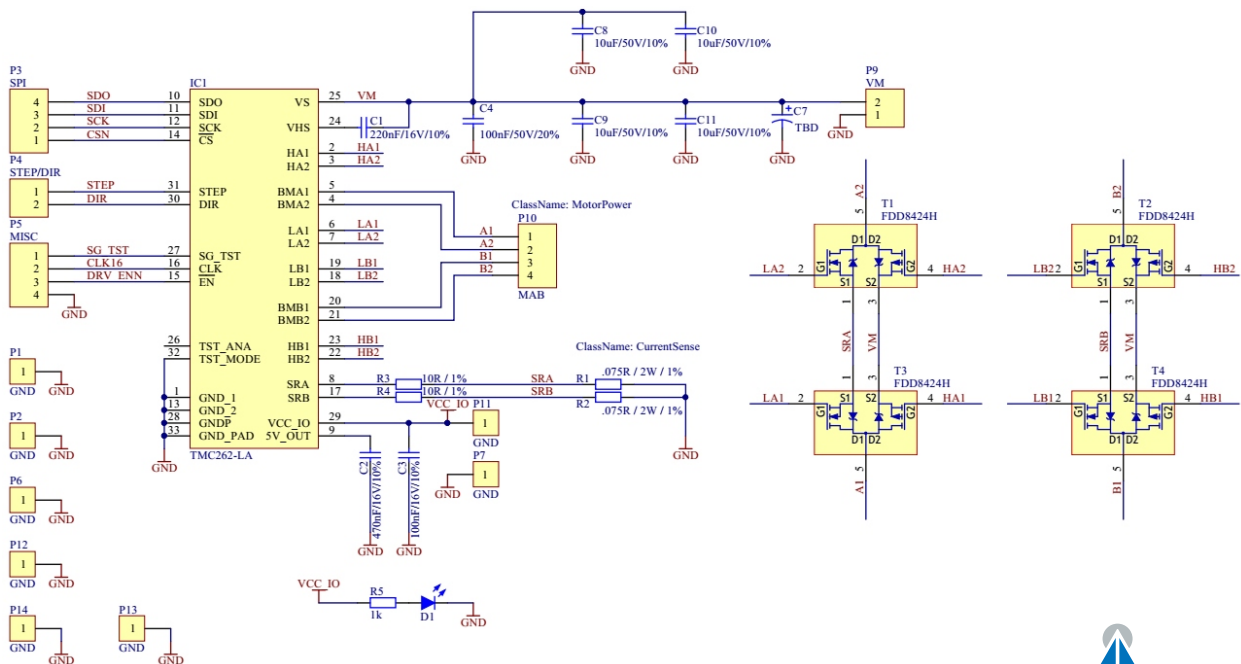 C8
10uF/50V/10%
GND
C10
10uF/50V/10%
GND
P3
SPI
4
3
2
1
SDO
SDI
SCK
CSN
10
11
12
14
IC1
SDO
SDI
SCK
CS
VS
VHS
25
24
VM
C1
220nF/16V/10%
C4
100nF/50V/20%
GND
C9
10uF/50V/10%
GND
C11
10uF/50V/10%
GND
+
C7
TBD
GND
P9
VM
2
1
GND
P4
STEP/DIR
1
2
STEP
DIR
31
30
STEP
DIR
HA1
HA2
2
3
HA1
HA2
BMA1
BMA2
5
4
LA1
LA2
6
7
LA1
LA2
P5
MISC
1
2
3
4
SG_TST
CLK16
DRV_ENN
GND
27
16
15
SG_TST
CLK
EN
LB1
LB2
19
18
LB1
LB2
BMB1
BMB2
20
21
ClassName: MotorPower
P10
A1
A2
B1
B2
1
2
3
4
MAB
26
32
TST_ANA
TST_MODE
HB1
HB2
23
22
HB1
HB2
ClassName: CurrentSense
1
13
28
33
GND_1
GND_2
GNDP
GND_PAD
GND
TMC262-LA
SRA
SRB
8
17
R3
10R / 1%
R4
10R / 1%
SRA
SRB
R1
.075R / 2W / 1%
R2
.075R / 2W / 1%
GND
VCC_IO
5V_OUT
29
9
VCC_IO
P11
1
GND
P7
1
GND
GND
C2
470nF/16V/10%
GND
C3
100nF/16V/10%
GND
P1
1
GND
GND
P2
1
GND
GND
P6
1
GND
GND
P12
1
GND
GND
P14
1
GND
GND
P13
1
GND
GND
VCC_IO
R5
1k
D1
GND
A2
5
T1
FDD8424H
D1
D2
G1
G2
S1
S2
LA2
2
4
HA2
1
3
SRA
VM
1
3
T3
FDD8424H
S1
S2
G1
G2
D1
D2
LA1
2
4
HA1
5
A1
B2
5
T2
FDD8424H
D1
D2
G1
G2
S1
S2
LB2
2
4
HB2
1
3
SRB
VM
1
3
T4
FDD8424H
S1
S2
G1
G2
D1
D2
LB1
2
4
HB1
5
B1